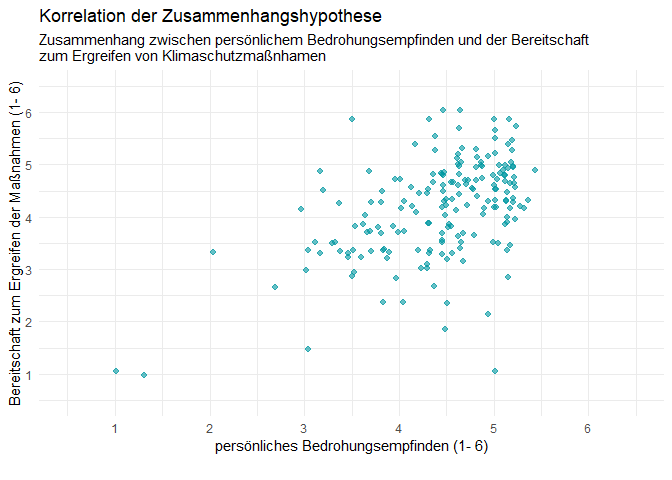 Korrelation der Zusammenhangshypothese
Zusammenhang zwischen persönlichem Bedrohungsempfinden und der Bereitschaft
zum Ergreifen von Klimaschutzmaßnhamen
Bereitschaft zum Ergreifen der Maßnahmen (1- 6)
6
5
4
3
2
1
1 2 3 4 5 6
persönliches Bedrohungsempfinden (1- 6)